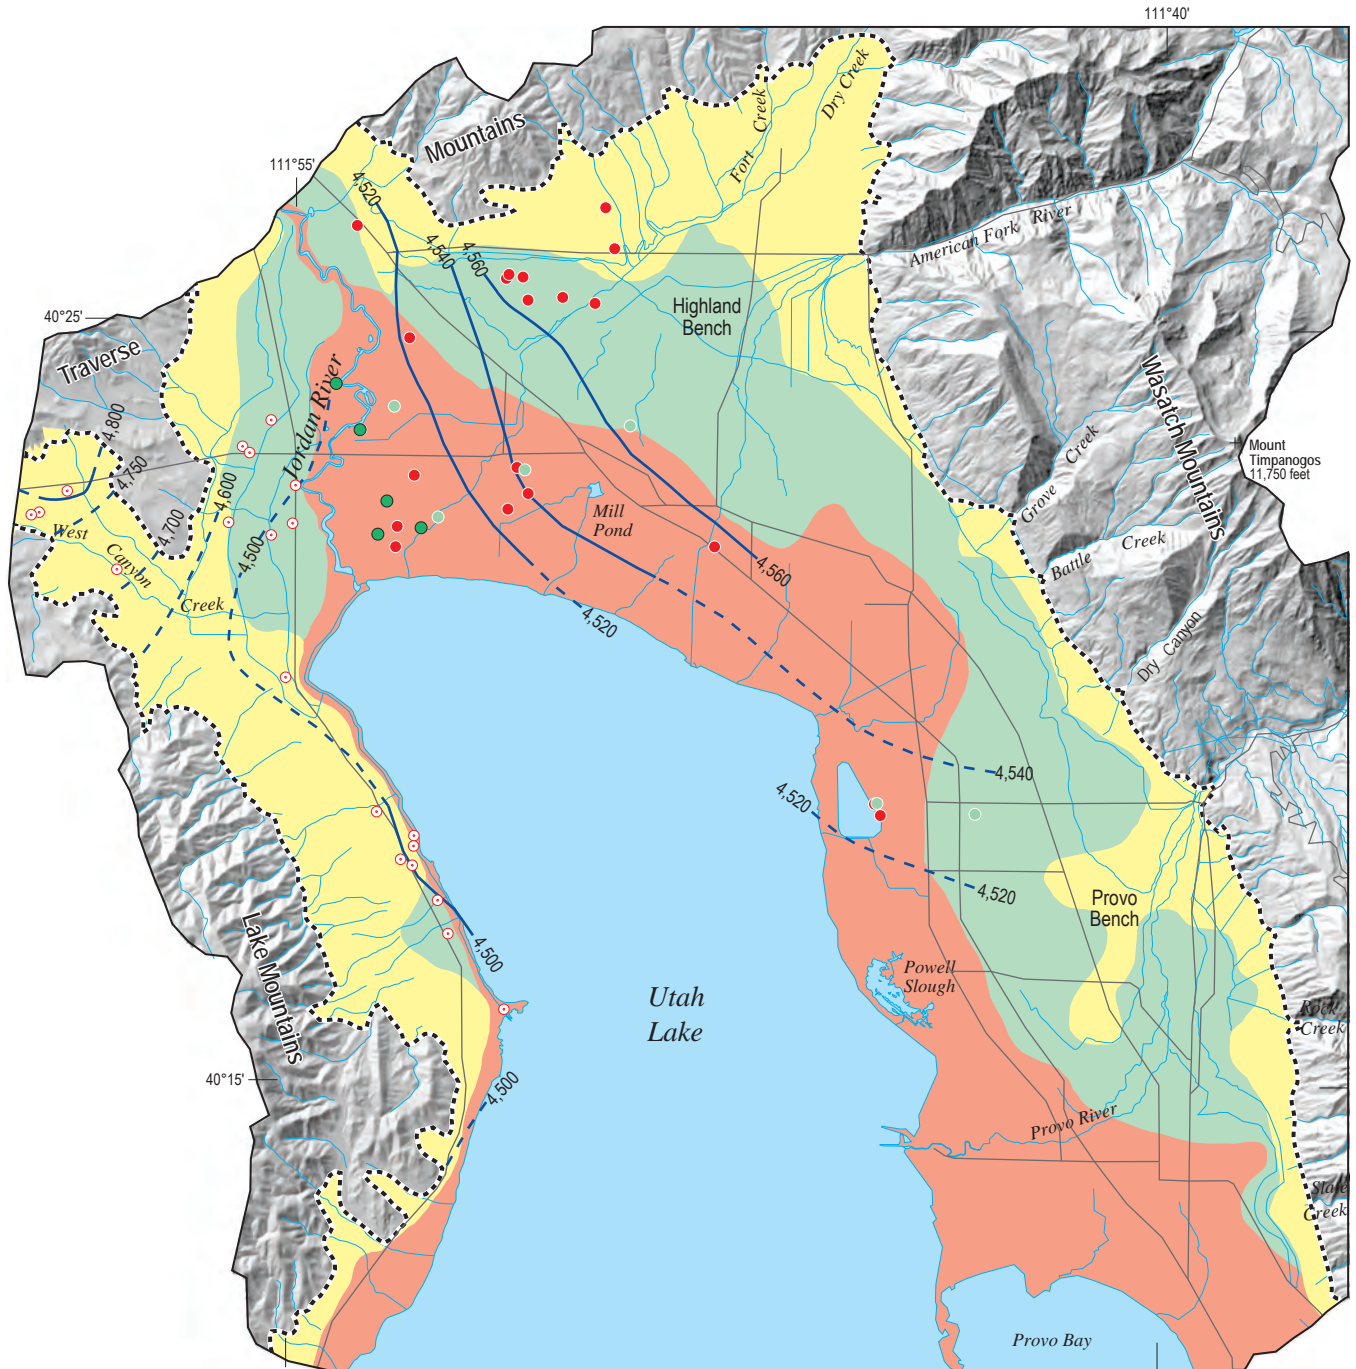 111°40'
Mountains
Fort
Creek
Dry Creek
111°55'
4,520
4,540
4,560
American Fork River
Highland
Bench
40°25'
Traverse
4,800
4,750
4,700
4,600
4,500
Jordan River
Wasatch Mountains
Mount
Timpanogos
11,750 feet
Grove Creek
Battle Creek
Dry Canyon
West
Canyon
Creek
Mill
Pond
4,560
4,520
4,540
4,520
4,520
Provo
Bench
Lake Mountains
4,500
Powell
Slough
Utah
Lake
Rock
Creek
40°15'
4,500
Provo River
Slate
Creek
Provo Bay